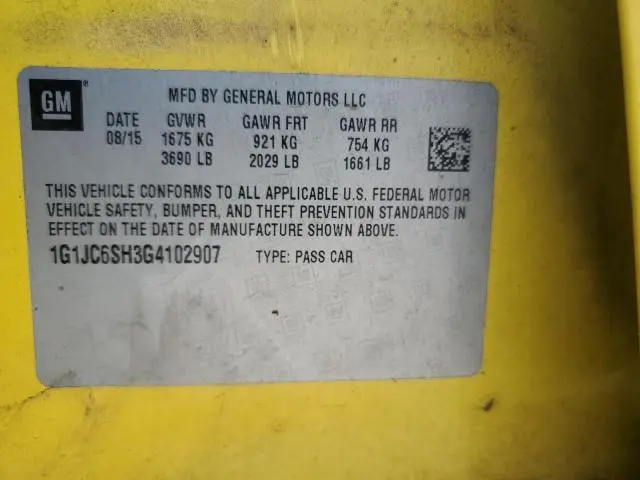 GM®
MFD BY GENERAL MOTORS LLC
DATE GVWR GAWR FRT GAWR RR
08/15 1675 KG 921 KG 754 KG
3690 LB 2029 LB 1661 LB
THIS VEHICLE CONFORMS TO ALL APPLICABLE U.S. FEDERAL MOTOR
VEHICLE SAFETY, BUMPER, AND THEFT PREVENTION STANDARDS IN
EFFECT ON THE DATE OF MANUFACTURE SHOWN ABOVE.
1G1JC6SH3G4102907 TYPE: PASS CAR